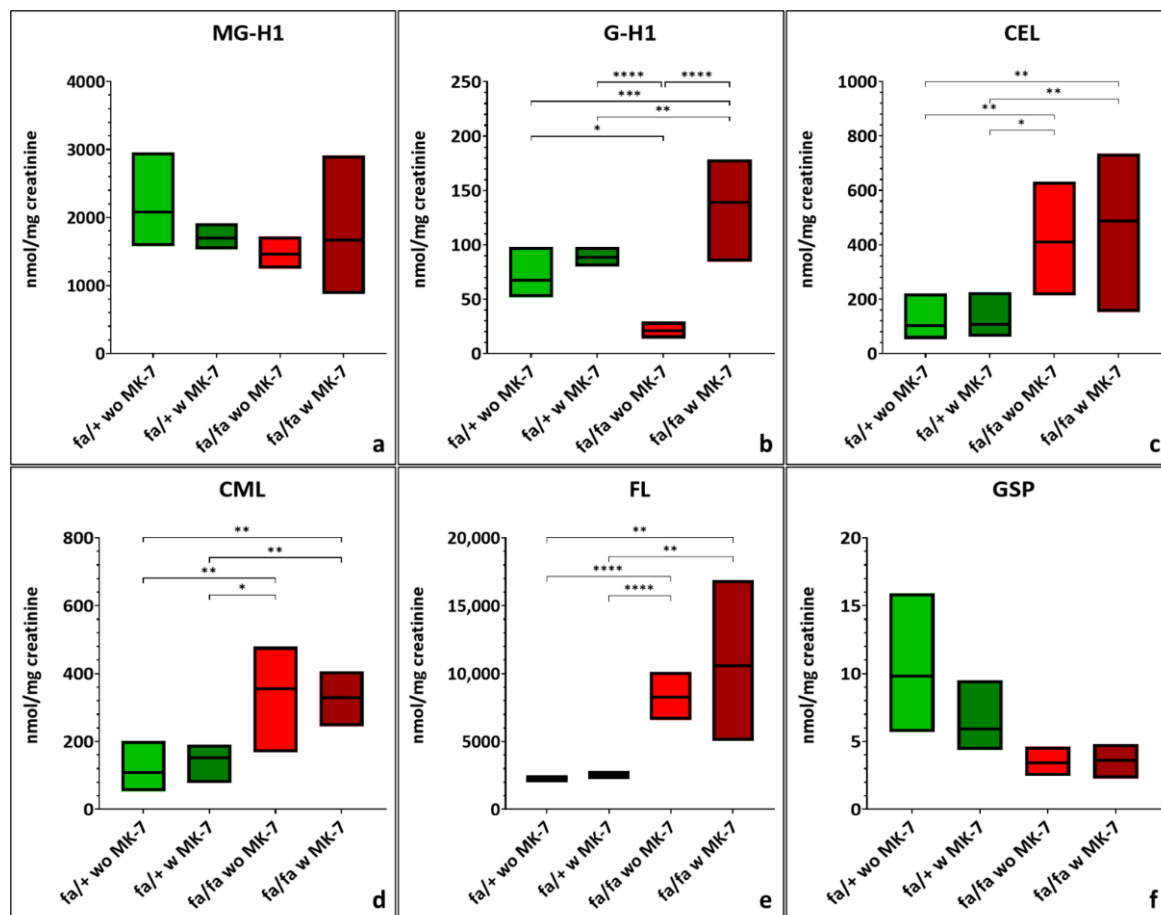 MG-H1
nmol/mg creatinine
4000
3000
2000
1000
0
fa/+ wo MK-7
fa/+ w MK-7
fa/fa wo MK-7
fa/fa w MK-7
a
G-H1
nmol/mg creatinine
250
200
150
100
50
0
**** ****
***
**
*
fa/+ wo MK-7
fa/+ w MK-7
fa/fa wo MK-7
fa/fa w MK-7
b
CEL
nmol/mg creatinine
1000
800
600
400
200
0
**
**
**
*
fa/+ wo MK-7
fa/+ w MK-7
fa/fa wo MK-7
fa/fa w MK-7
c
CML
nmol/mg creatinine
800
600
400
200
0
**
**
**
*
fa/+ wo MK-7
fa/+ w MK-7
fa/fa wo MK-7
fa/fa w MK-7
d
FL
nmol/mg creatinine
20,000
15,000
10,000
5000
0
**
**
****
****
fa/+ wo MK-7
fa/+ w MK-7
fa/fa wo MK-7
fa/fa w MK-7
e
GSP
nmol/mg creatinine
20
15
10
5
0
fa/+ wo MK-7
fa/+ w MK-7
fa/fa wo MK-7
fa/fa w MK-7
f